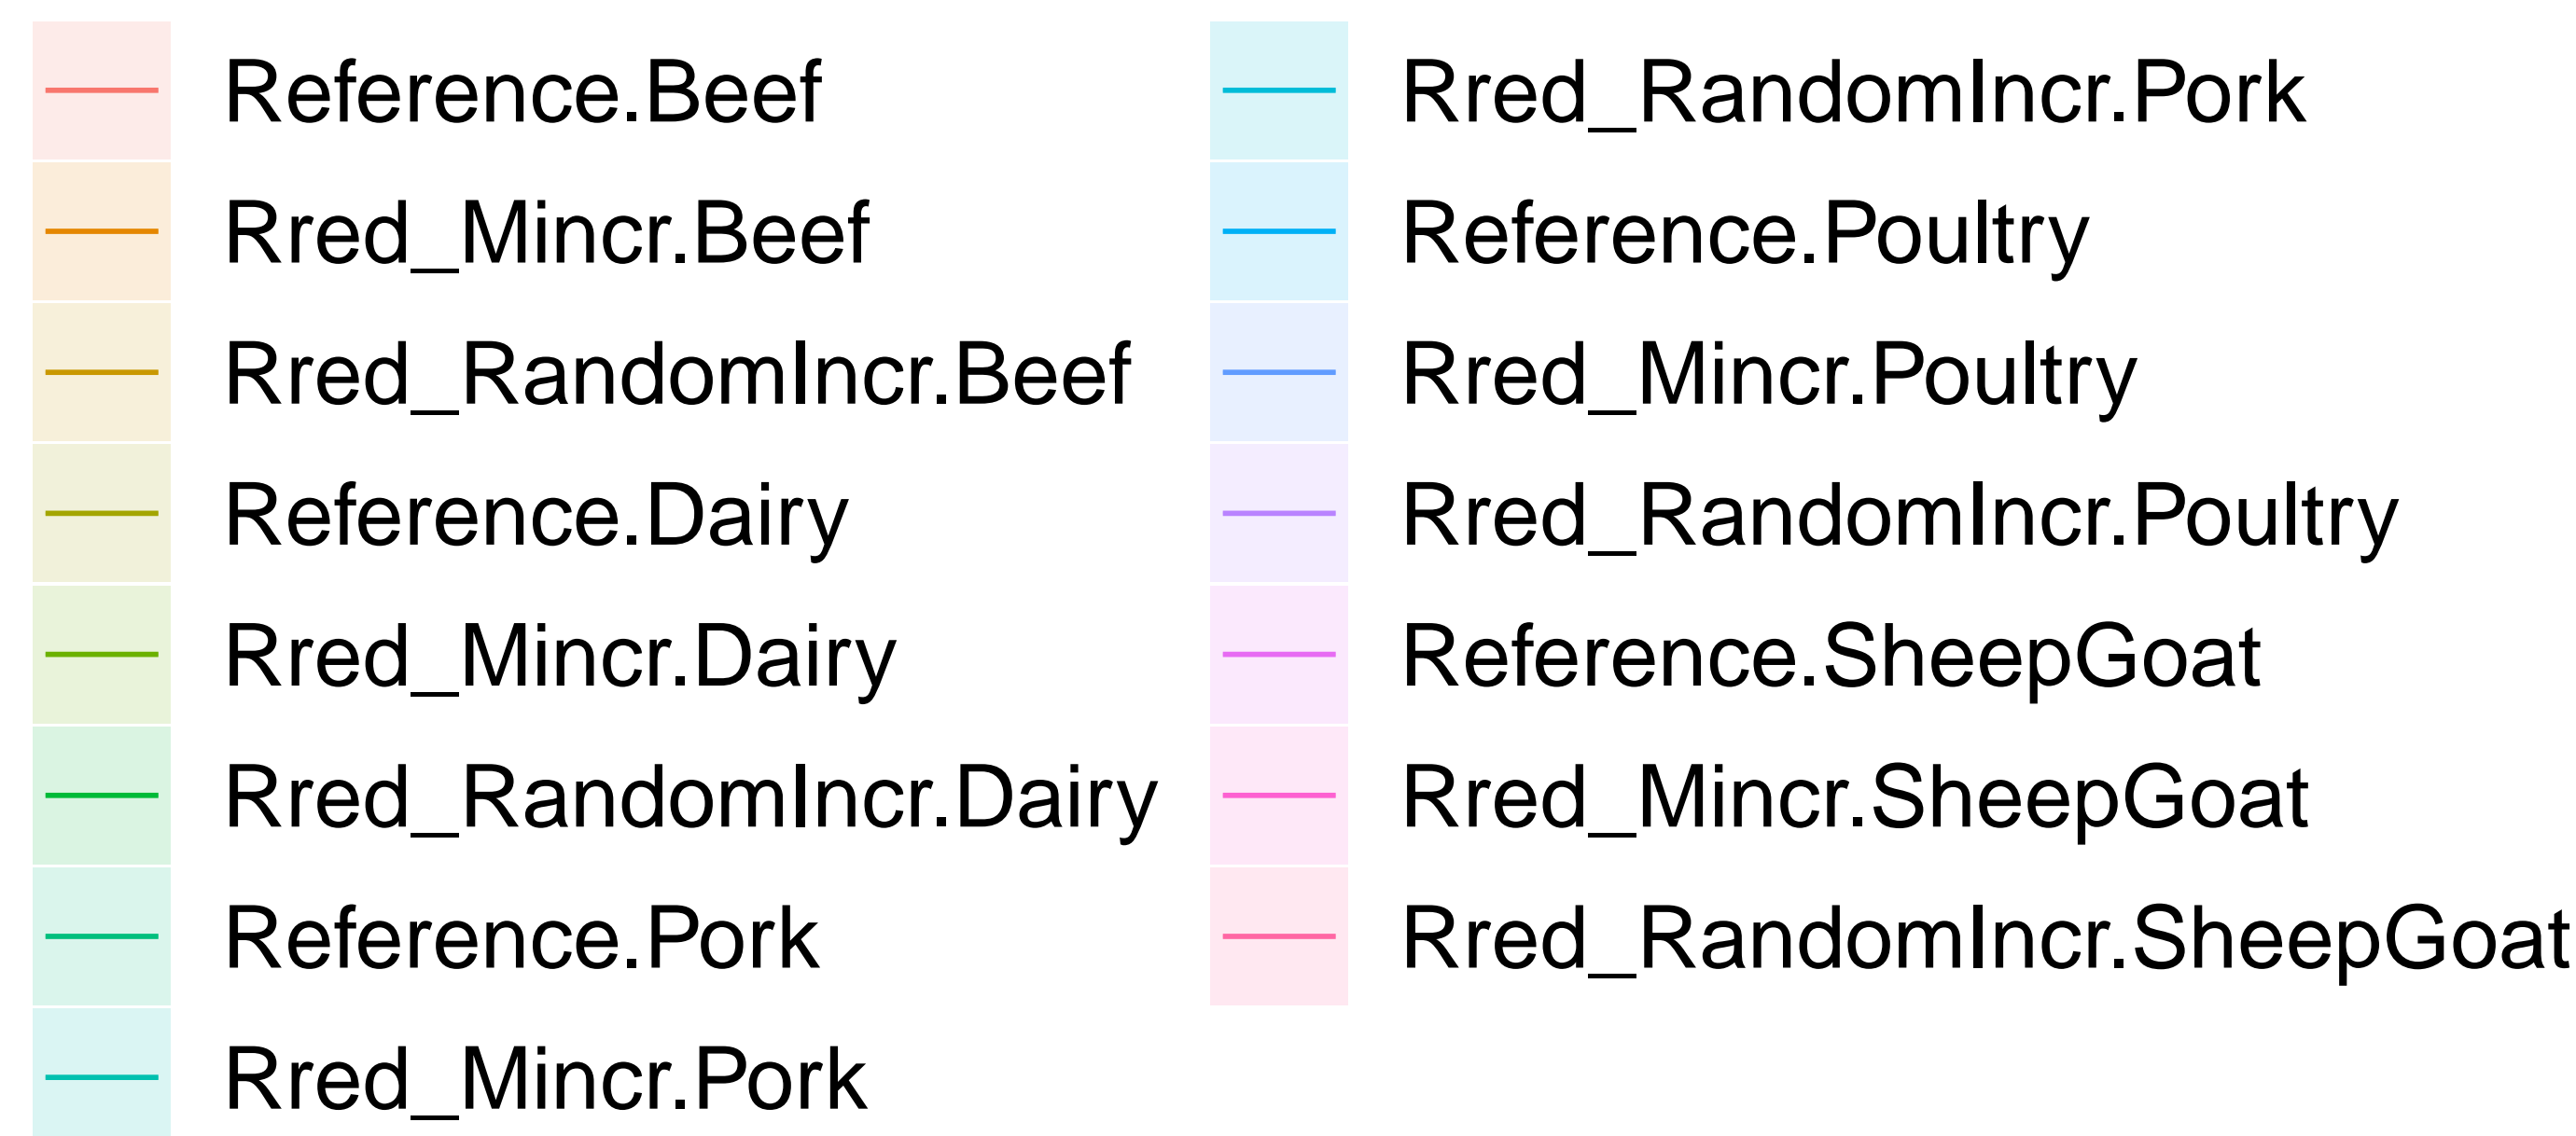 Reference.Beef
Rred_Mincr.Beef
Rred_RandomIncr.Beef
Reference.Dairy
Rred_Mincr.Dairy
Rred_RandomIncr.Dairy
Reference.Pork
Rred_Mincr.Pork
Rred_RandomIncr.Pork
Reference.Poultry
Rred_Mincr.Poultry
Rred_RandomIncr.Poultry
Reference.SheepGoat
Rred_Mincr.SheepGoat
Rred_RandomIncr.SheepGoat